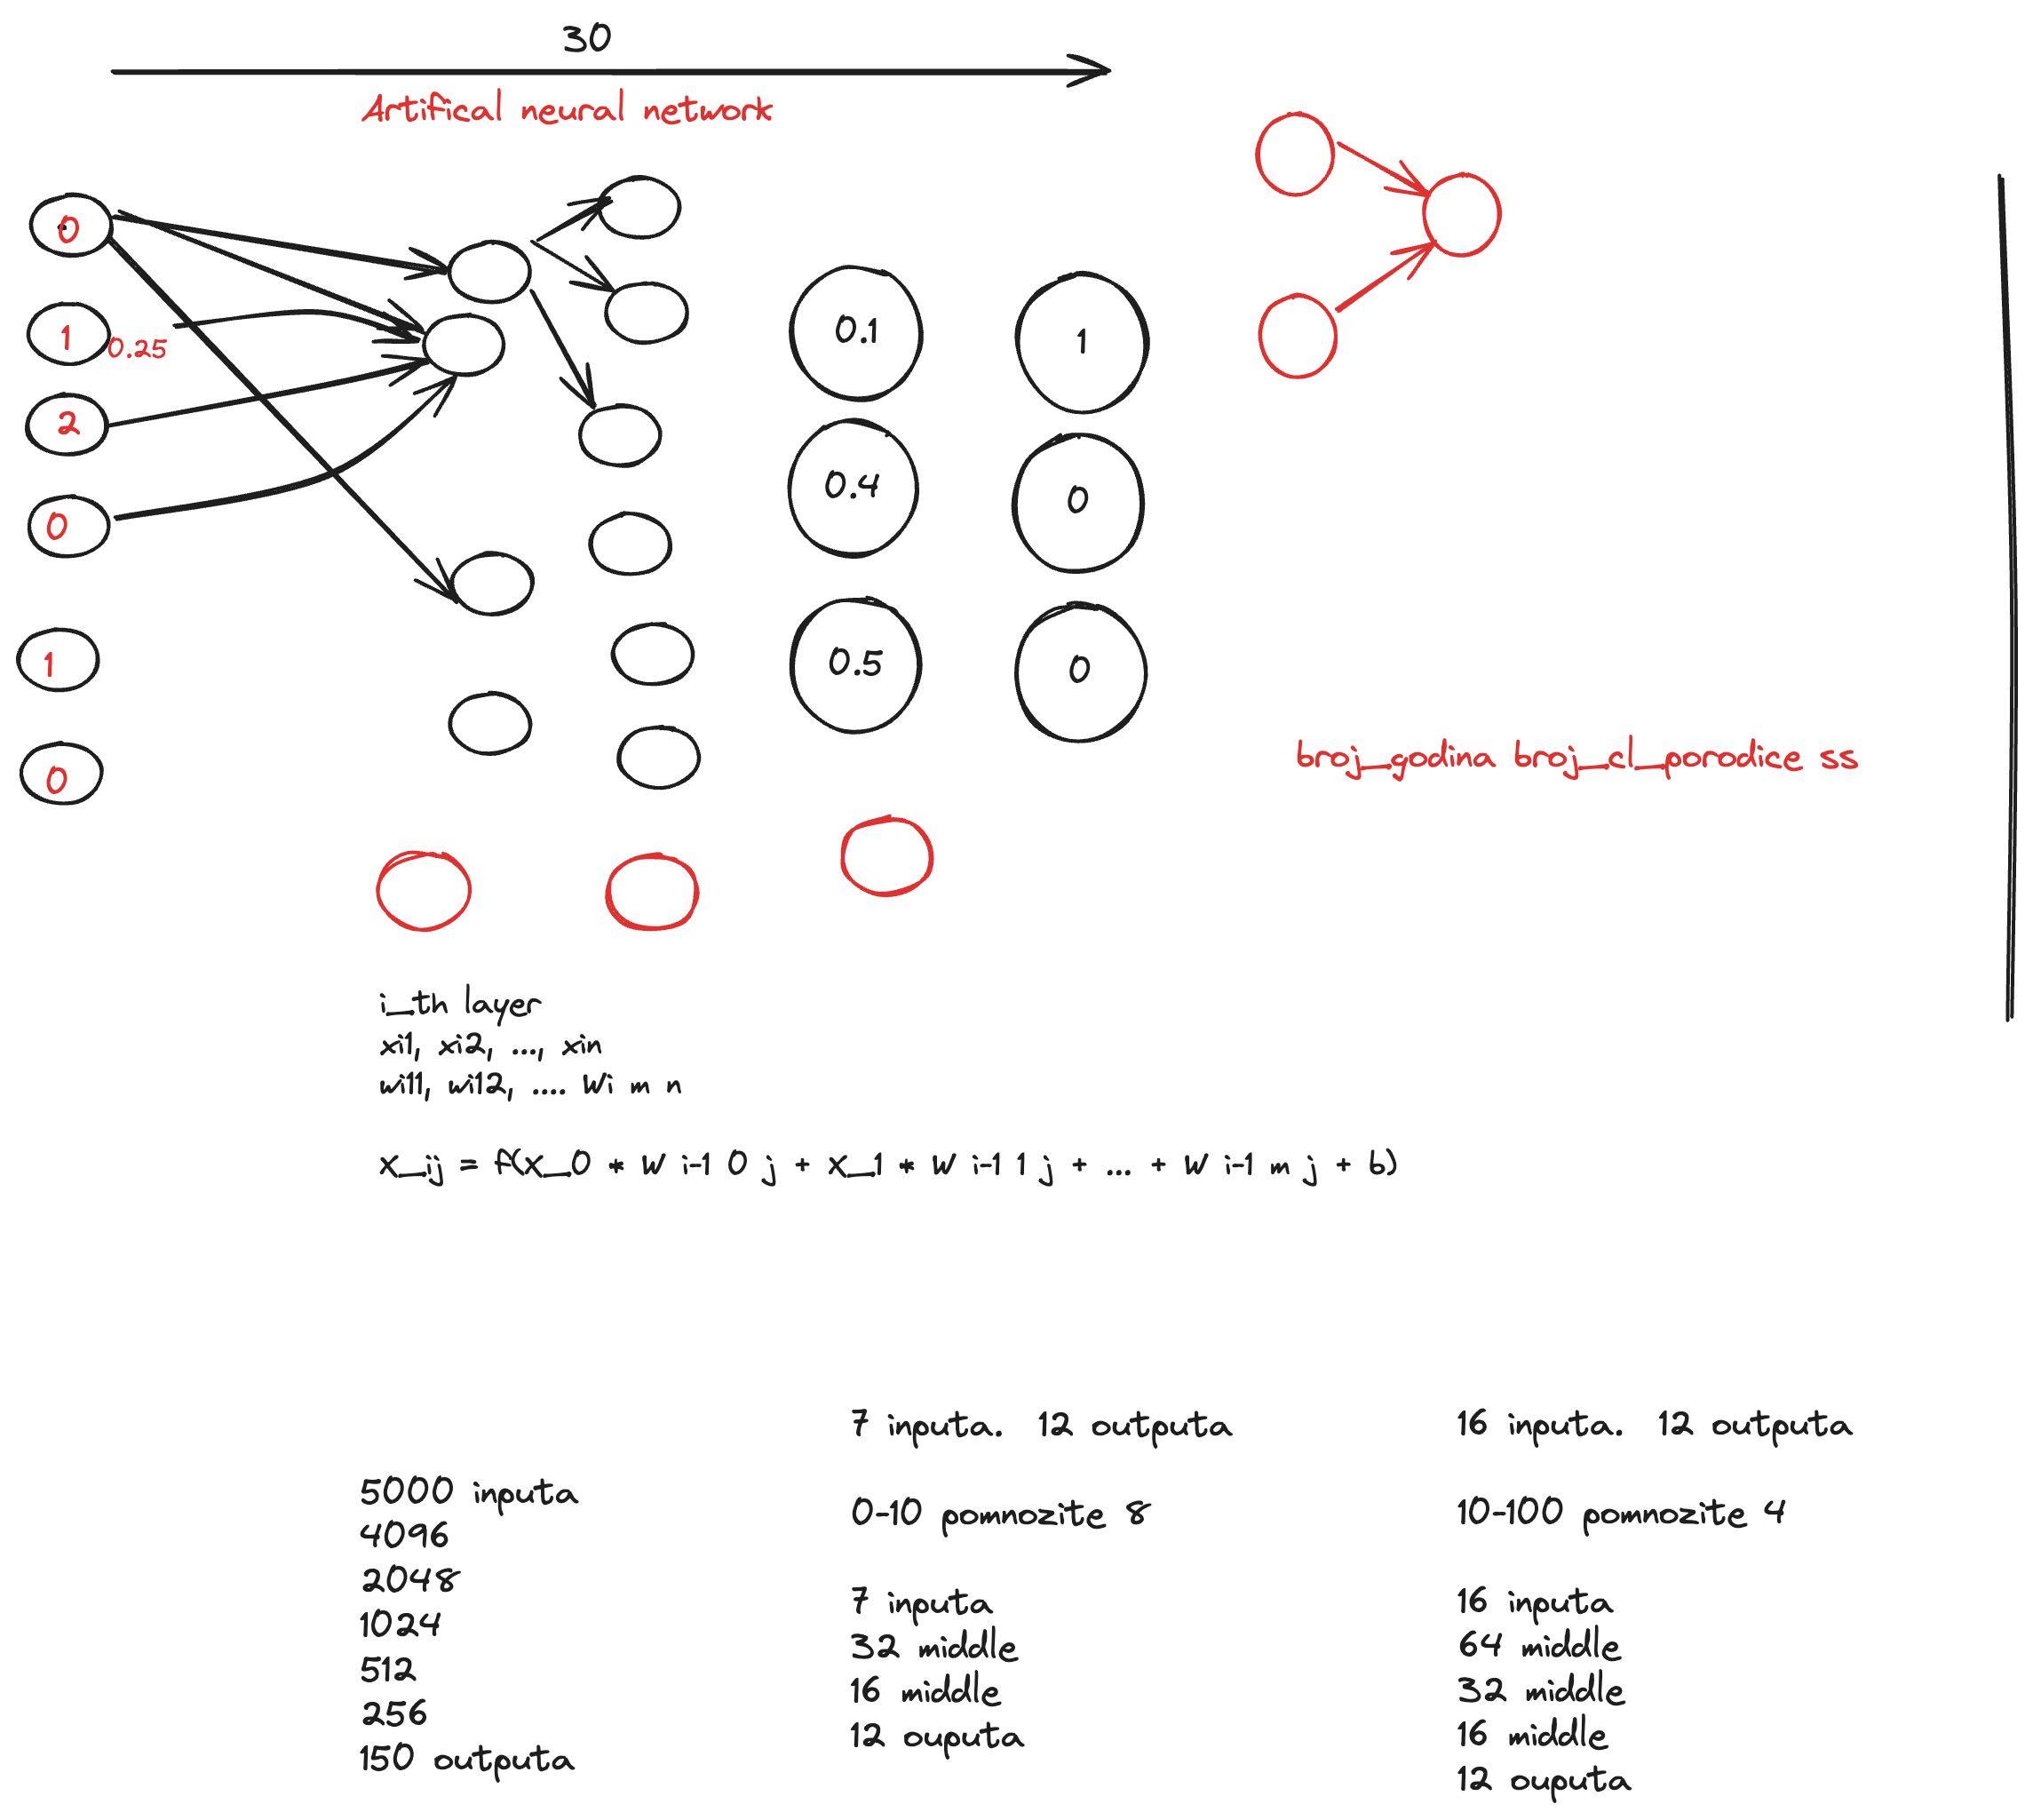 30
Artifical neural network
0
1
0.25
2
0
1
0
0.1
0.4
0.5
1
0
0
broj_godina broj_cl_porodice ss
i_th layer
xi1, xi2, ..., xin
wi11, wi12, .... Wi m n
x_ij = f(x_0 * W i-1 0 j + X_1 * W i-1 1 j + ... + W i-1 m j + b)
5000 inputa
4096
2048
1024
512
256
150 outputa
7 inputa. 12 outputa
0-10 pomnozite 8
7 inputa
32 middle
16 middle
12 ouputa
16 inputa. 12 outputa
10-100 pomnozite 4
16 inputa
64 middle
32 middle
16 middle
12 ouputa